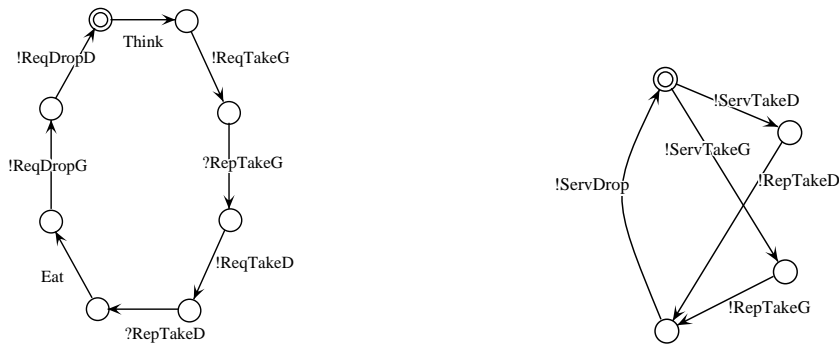 Think
!ReqDropD
!ReqTakeG
!ReqDropG
?RepTakeG
!ReqTakeD
Eat
?RepTakeD
!ServTakeD
!ServTakeG
!ServDrop
!RepTakeD
!RepTakeG